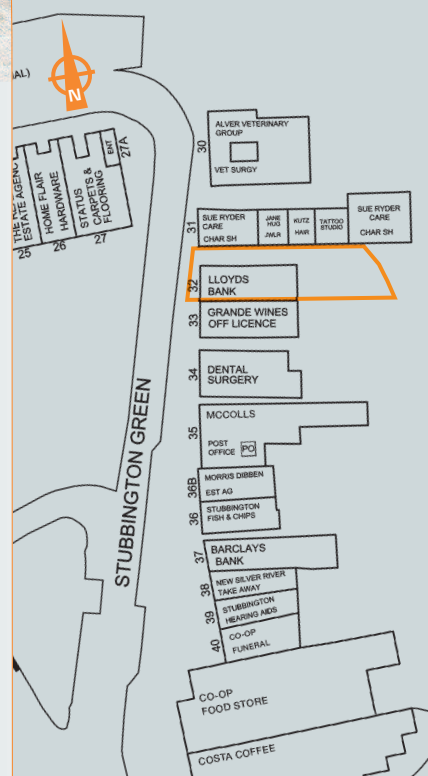 AL)
N
ALVER VETERINARY
GROUP
VET SURGY
30
ESTATE AGENC
25
HOME FLAIR
HARDWARE
26
STATUS
CARPETS &
FLOORING
27
ENT
27A
31
SUE RYDER
CARE
CHAR SH
JANE
HUG
JWLR
KUTZ
HAIR
TATTGO
STUDIO
SUE RYDER
CARE
CHAR SH
32
LLOYDS
BANK
33
GRANDE WINES
OFF LICENCE
34
DENTAL
SURGERY
35
MCCOLLS
POST
OFFICE
PO
36B
MORRIS DIBBEN
EST AG
36
STUBBINGTON
FISH & CHIPS
STUBBINGTON GREEN
37
BARCLAYS
BANK
38
NEW SILVER RIVER
TAKE AWAY
39
STUBBINGTON
HEARING AIDS
40
CO-OP
FUNERAL
CO-OP
FOOD STORE
COSTA COFFEE